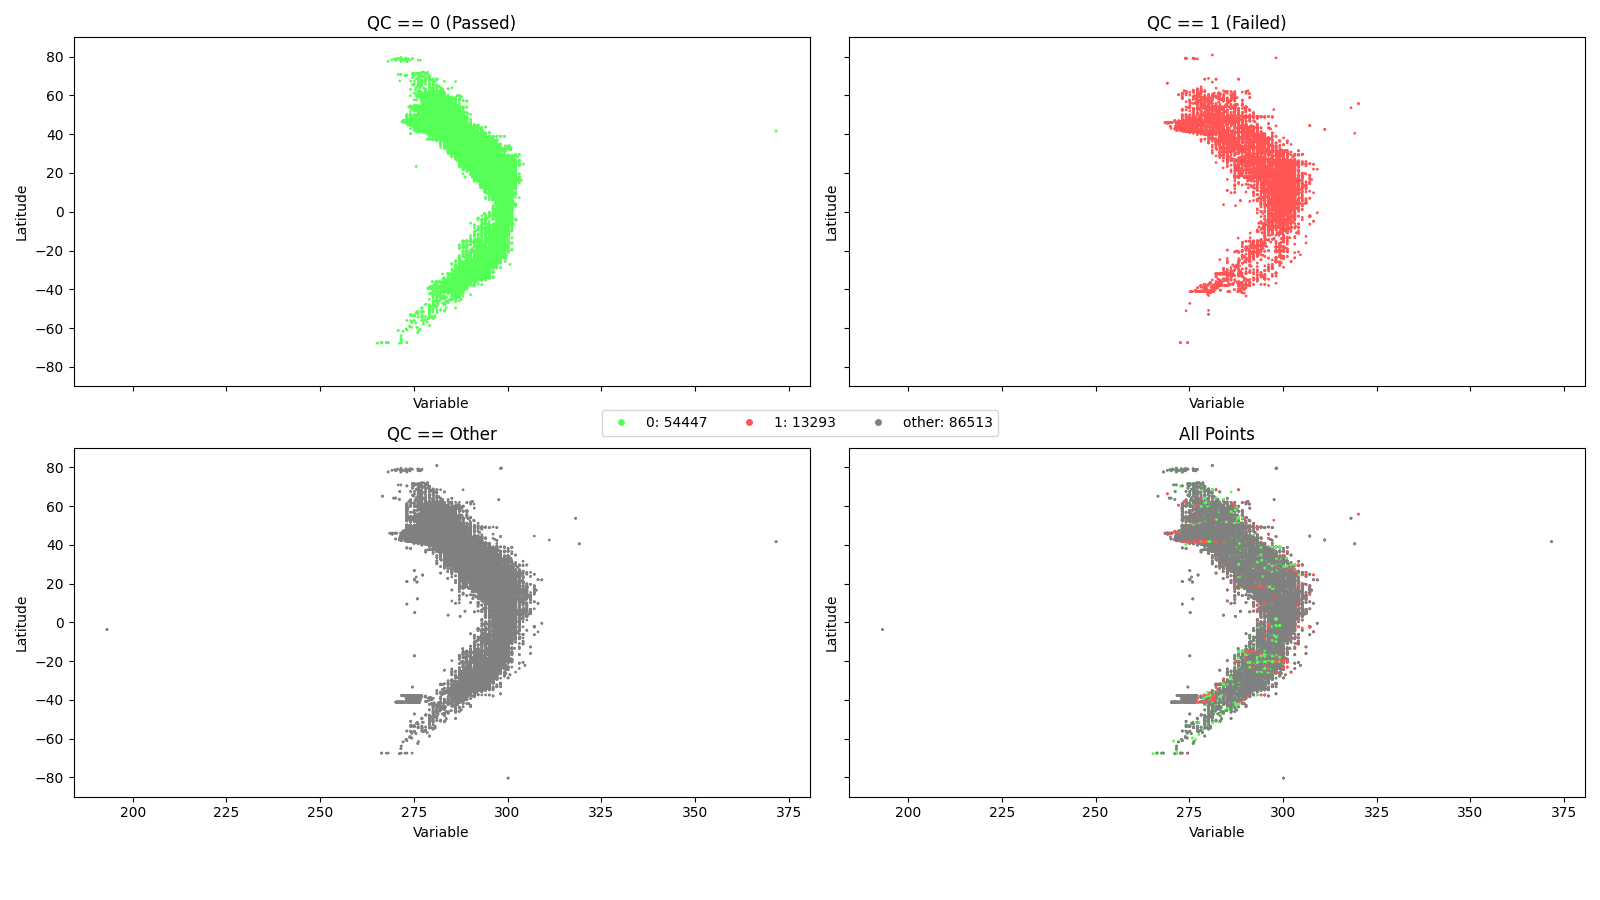 QC == 0 (Passed)
80
60
40
20
0
−20
−40
−60
−80
Latitude
Variable
QC == 1 (Failed)
Latitude
Variable
0: 54447 1: 13293 other: 86513
QC == Other
80
60
40
20
0
−20
−40
−60
−80
Latitude
200 225 250 275 300 325 350 375
Variable
All Points
Latitude
200 225 250 275 300 325 350 375
Variable